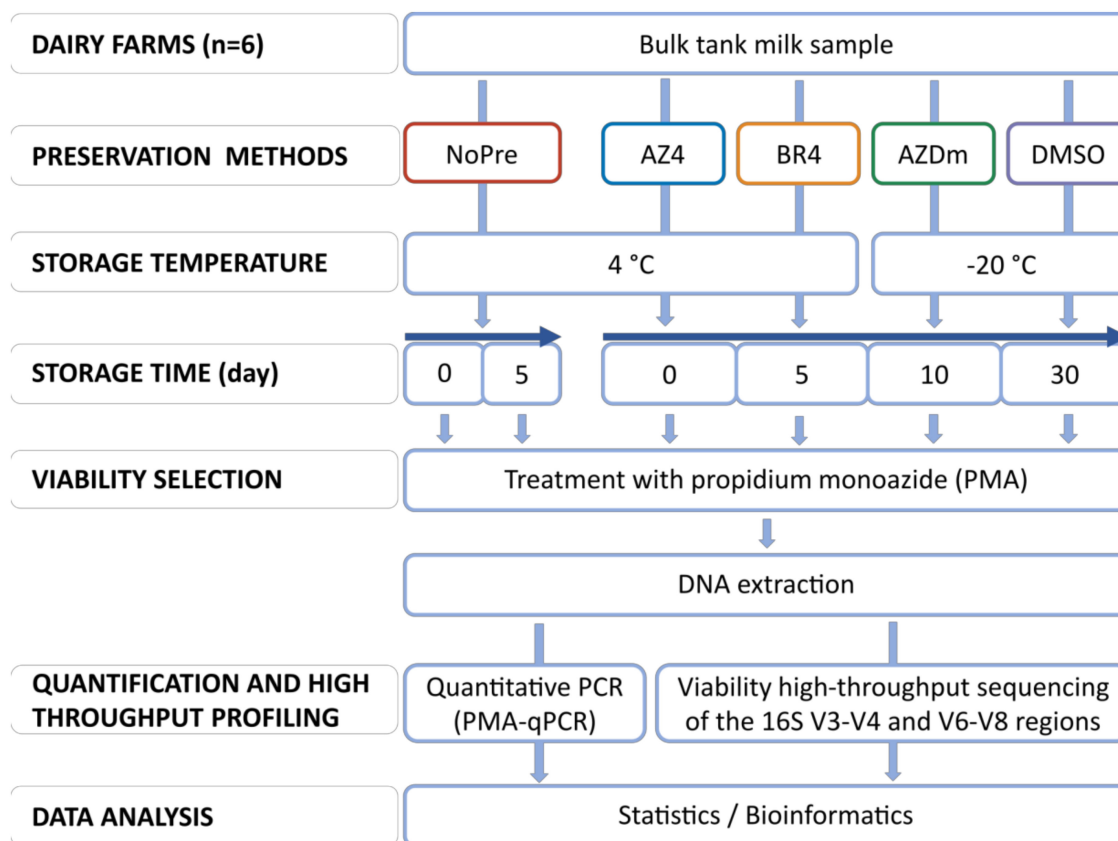 DAIRY FARMS (n=6)
Bulk tank milk sample
PRESERVATION METHODS
NoPre
AZ4
BR4
AZDm
DMSO
STORAGE TEMPERATURE
4 °C
-20 °C
STORAGE TIME (day)
0
5
0
5
10
30
VIABILITY SELECTION
Treatment with propidium monoazide (PMA)
DNA extraction
QUANTIFICATION AND HIGH
THROUGHPUT PROFILING
Quantitative PCR
(PMA-qPCR)
Viability high-throughput sequencing
of the 16S V3-V4 and V6-V8 regions
DATA ANALYSIS
Statistics / Bioinformatics